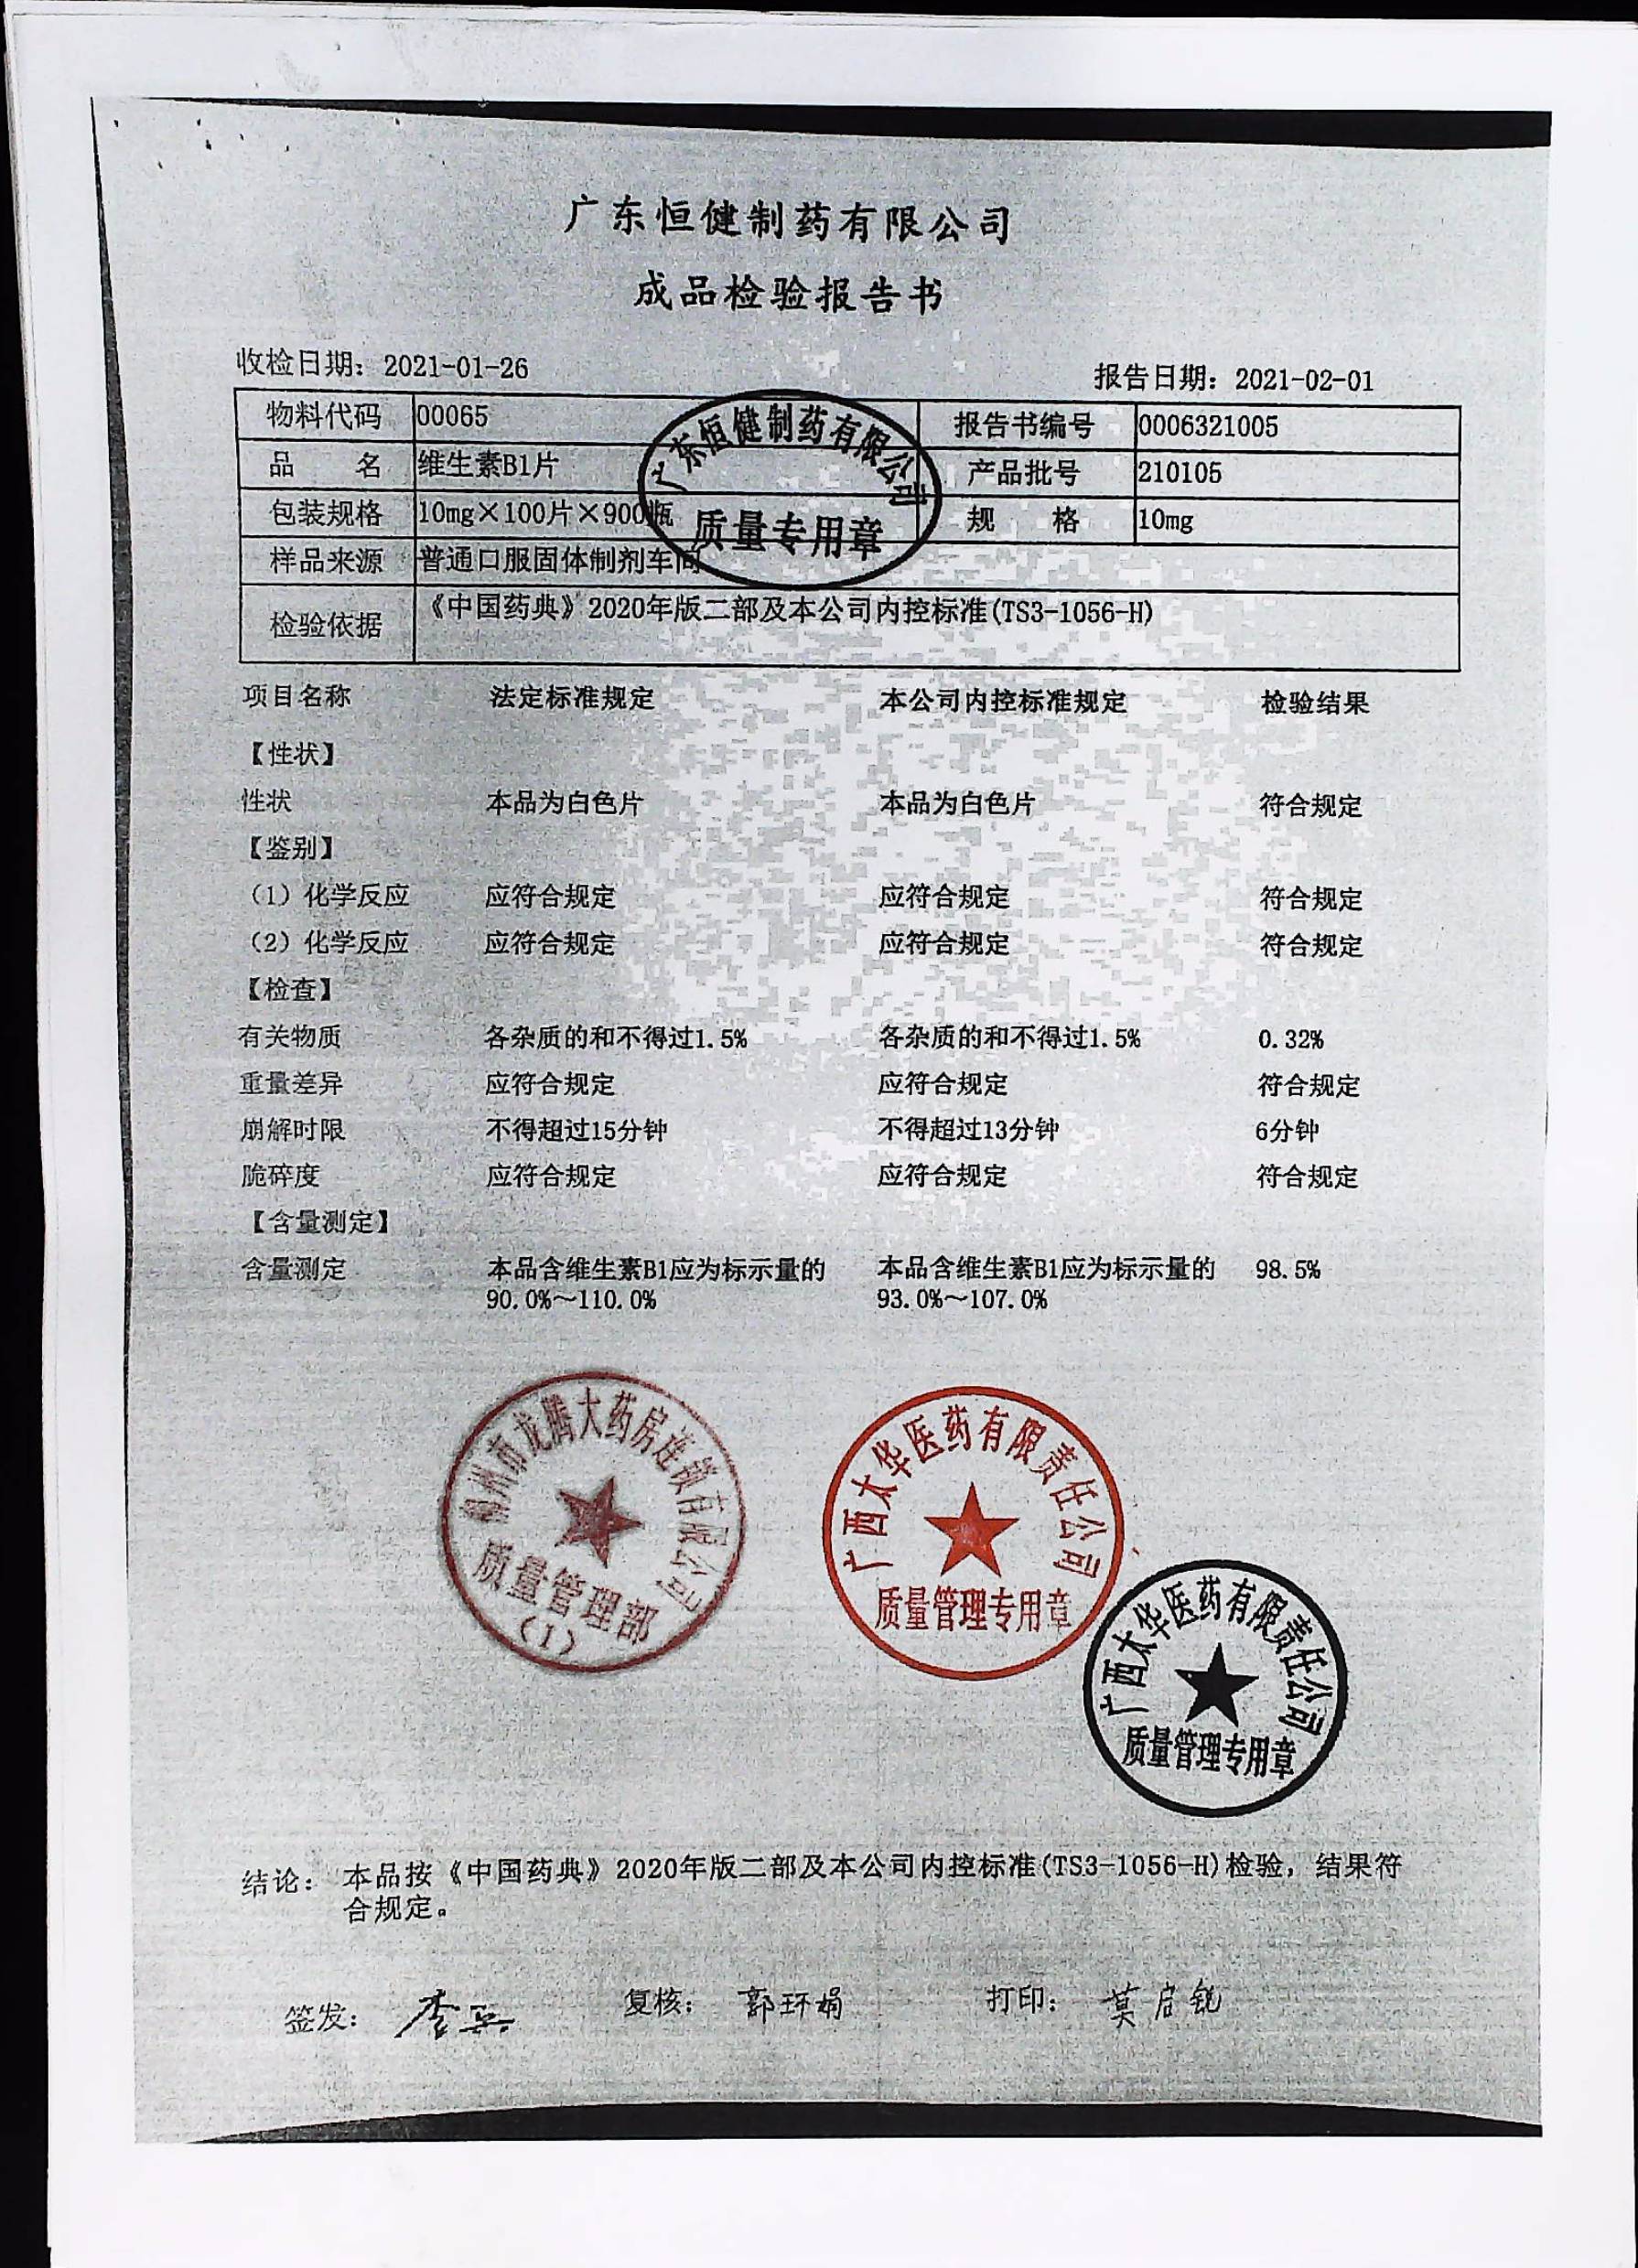 广东恒健制药有限公司
成品检验报告书
收检日期：2021-01-26 报告日期：2021-02-01
物料代码 00065 报告书编号 0006321005
品 名 维生素B1片 产品批号 210105
包装规格 10mg×100片×900瓶 规 格 10mg
样品来源 普通口服固体制剂车间
检验依据 《中国药典》2020年版二部及本公司内控标准(TS3-1056-H)
广东恒健制药有限公司
质量专用章
项目名称 法定标准规定 本公司内控标准规定 检验结果
【性状】
性状 本品为白色片 本品为白色片 符合规定
【鉴别】
（1）化学反应 应符合规定 应符合规定 符合规定
（2）化学反应 应符合规定 应符合规定 符合规定
【检查】
有关物质 各杂质的和不得过1.5% 各杂质的和不得过1.5% 0.32%
重量差异 应符合规定 应符合规定 符合规定
崩解时限 不得超过15分钟 不得超过13分钟 6分钟
脆碎度 应符合规定 应符合规定 符合规定
【含量测定】
含量测定 本品含维生素B1应为标示量的 本品含维生素B1应为标示量的 98.5%
90.0%～110.0% 93.0%～107.0%
州市龙腾大药房连锁有限公司
质量管理部
（1）
广西太华医药有限责任公司
质量管理专用章
广西太华医药有限责任公司
质量管理专用章
结论： 本品按《中国药典》2020年版二部及本公司内控标准(TS3-1056-H)检验，结果符
合规定。
签发： 复核： 郭环娟 打印： 莫启锐